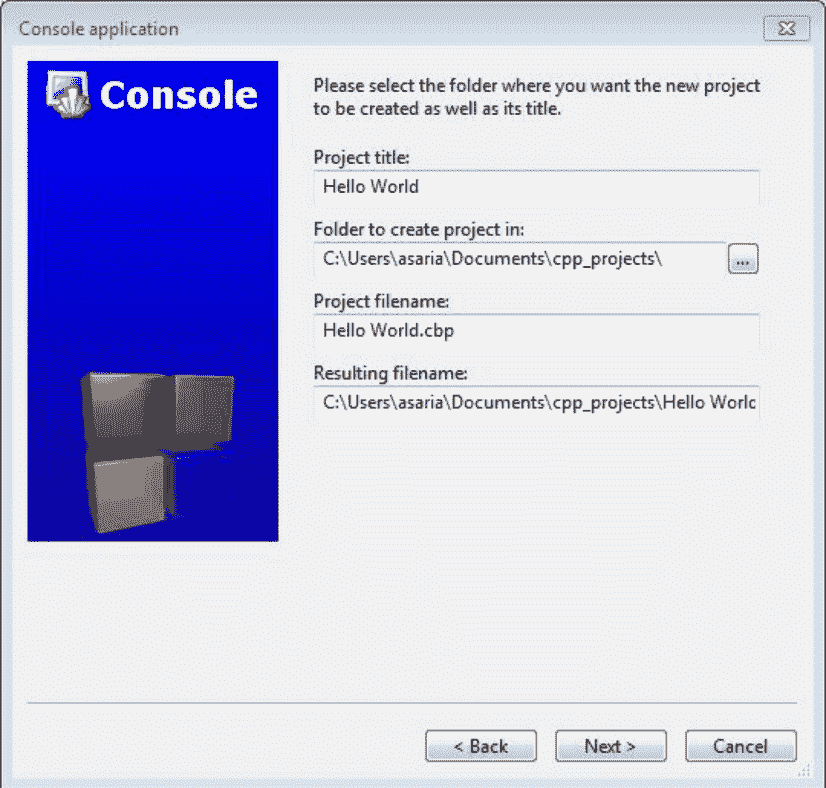 Console application
Console
Please select the folder where you want the new project
to be created as well as its title.
Project title:
Hello World
Folder to create project in:
C:\Users\asaria\Documents\cpp_projects\
...
Project filename:
Hello World.cbp
Resulting filename:
C:\Users\asaria\Documents\cpp_projects\Hello Worlc
< Back
Next >
Cancel